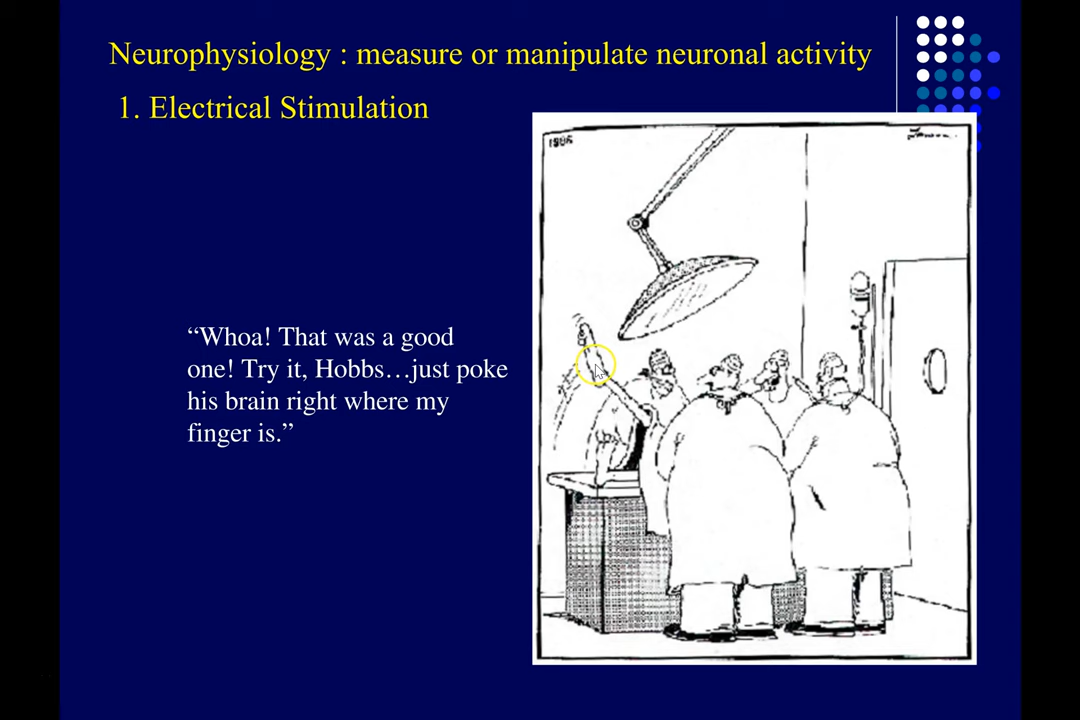 Neurophysiology : measure or manipulate neuronal activity
1. Electrical Stimulation
1986
“Whoa! That was a good
one! Try it, Hobbs…just poke
his brain right where my
finger is.”